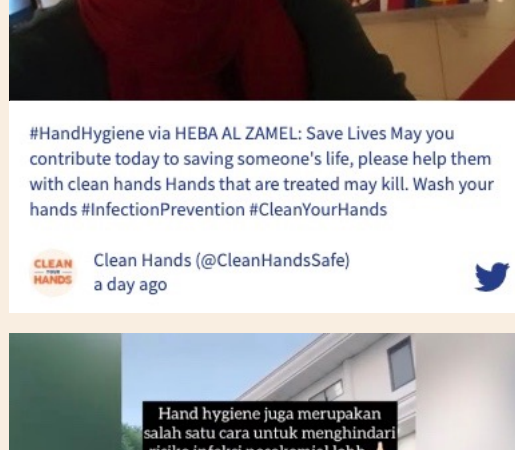 #HandHygiene via HEBA AL ZAMEL: Save Lives May you
contribute today to saving someone's life, please help them
with clean hands Hands that are treated may kill. Wash your
hands #InfectionPrevention #CleanYourHands
CLEAN
YOUR
HANDS
Clean Hands (@CleanHandsSafe)
a day ago
Hand hygiene juga merupakan
salah satu cara untuk menghindari